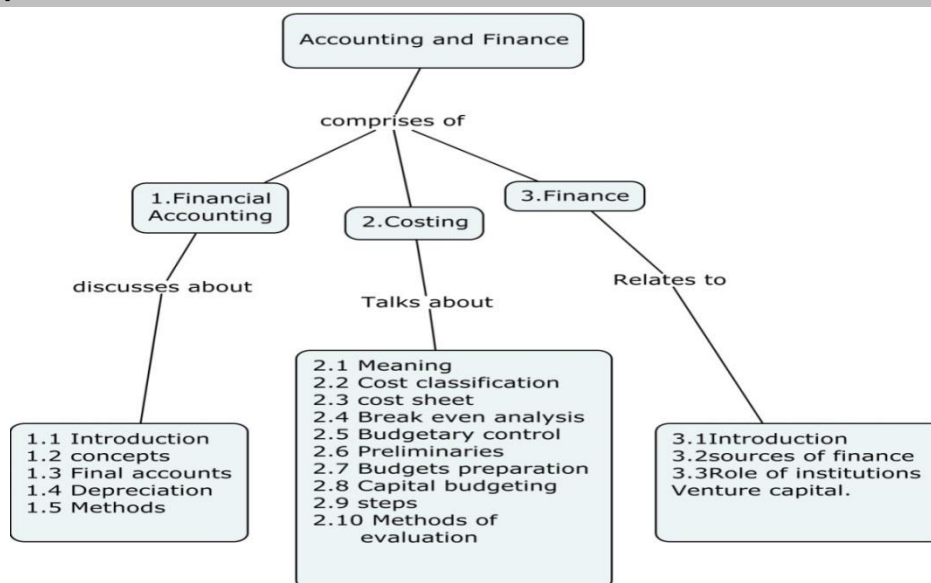 Accounting and Finance
comprises of
1.Financial
Accounting
2.Costing
3.Finance
discusses about
Talks about
Relates to
1.1 Introduction
1.2 concepts
1.3 Final accounts
1.4 Depreciation
1.5 Methods
2.1 Meaning
2.2 Cost classification
2.3 cost sheet
2.4 Break even analysis
2.5 Budgetary control
2.6 Preliminaries
2.7 Budgets preparation
2.8 Capital budgeting
2.9 steps
2.10 Methods of
evaluation
3.1Introduction
3.2sources of finance
3.3Role of institutions
Venture capital.